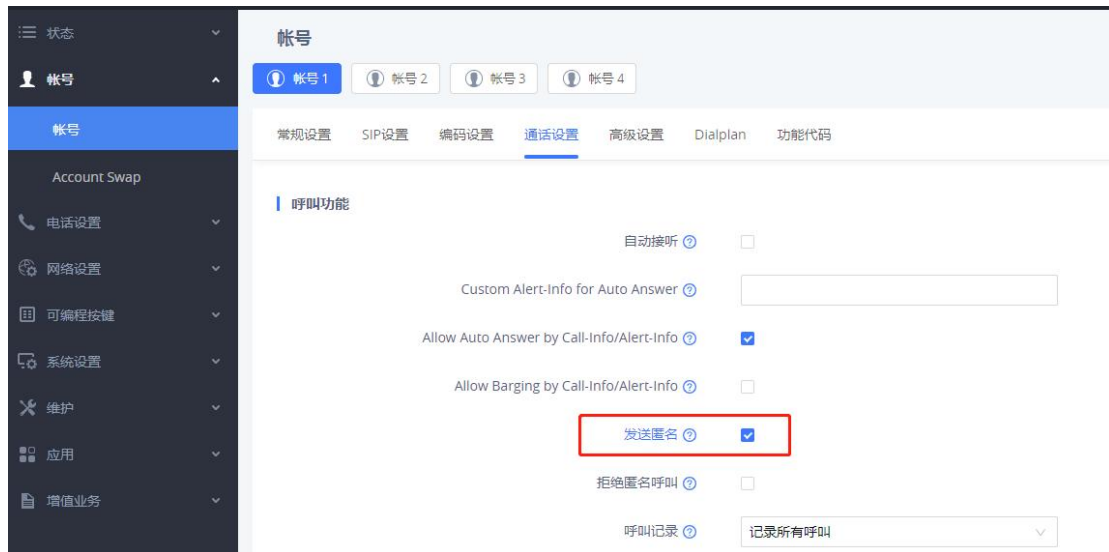 状态
帐号
帐号
Account Swap
电话设置
网络设置
可编程按键
系统设置
维护
应用
增值业务
帐号
帐号 1 帐号 2 帐号 3 帐号 4
常规设置 SIP设置 编码设置 通话设置 高级设置 Dialplan 功能代码
呼叫功能
自动接听
Custom Alert-Info for Auto Answer
Allow Auto Answer by Call-Info/Alert-Info
Allow Barging by Call-Info/Alert-Info
发送匿名
拒绝匿名呼叫
呼叫记录 记录所有呼叫